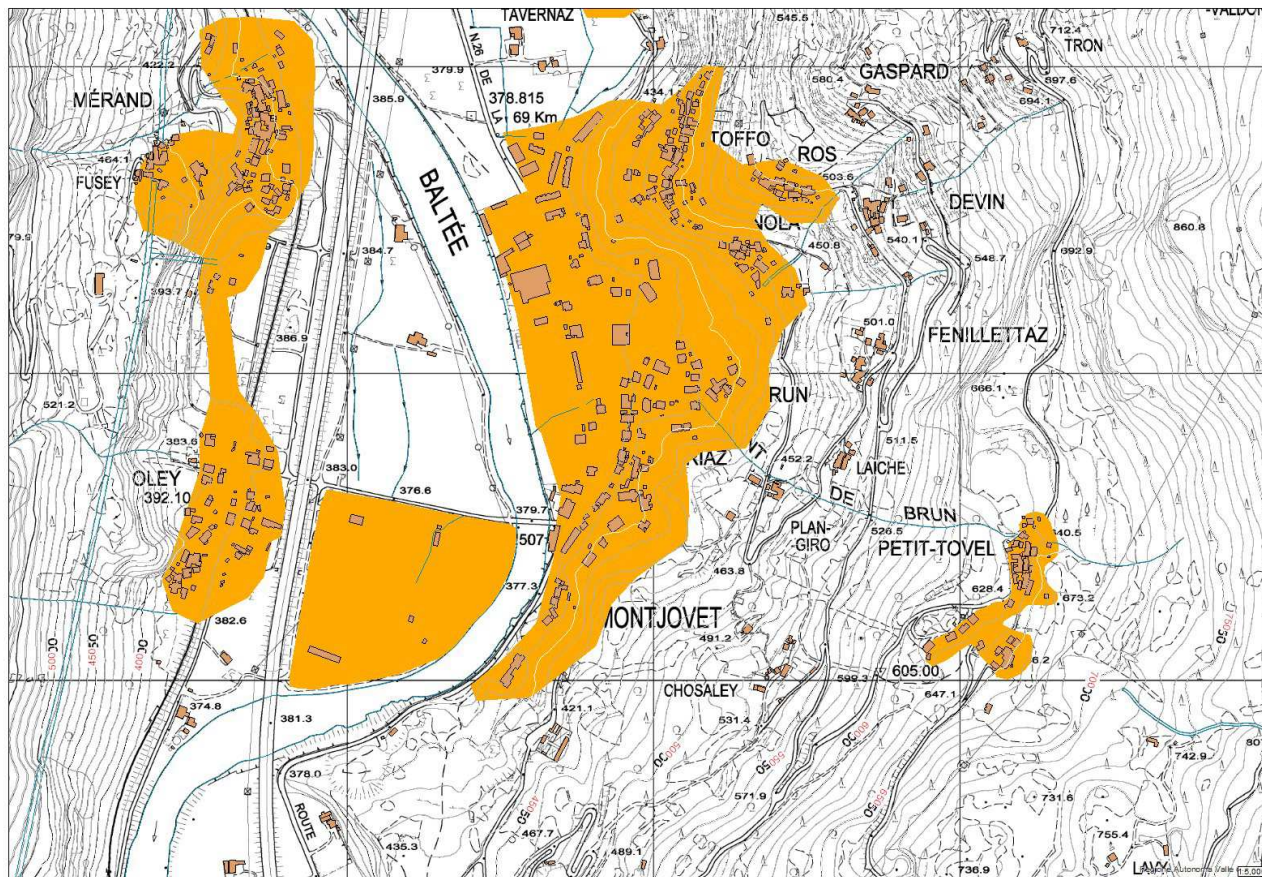 TAVERNAZ
545.5
712.4
TRON
N.26
DE
LA
379.9
422.2
385.9
MÉRAND
378.815
69 Km
434.1
580.4
GASPARD
697.6
694.1
TOFFO
ROS
464.1
FUSEY
503.6
DEVIN
BALTÉE
NOLA
450.8
540.1
860.8
384.7
548.7
692.9
393.7
386.9
501.0
FENILLETTAZ
521.2
666.1
RUN
383.6
511.5
OLEY
392.10
383.0
376.6
RIAZ
NT
452.2
LAICHE
DE
BRUN
379.7
507
PLAN-
GIRO
526.5
PETIT-TOVEL
640.5
377.3
463.8
628.4
673.2
382.6
MONTJOVET
491.2
605.00
599.3
647.1
CHOSALEY
374.8
381.3
421.1
531.4
742.9
378.0
ROUTE
571.9
731.6
435.3
467.7
489.1
755.4
736.9
LAVY